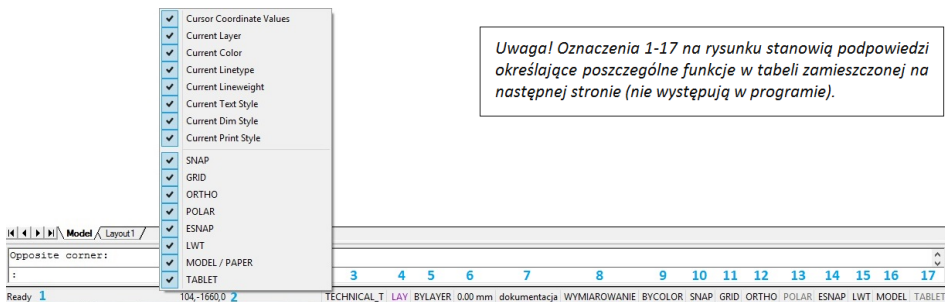 Cursor Coordinate Values
Current Layer
Current Color
Current Linetype
Current Lineweight
Current Text Style
Current Dim Style
Current Print Style
SNAP
GRID
ORTHO
POLAR
ESNAP
LWT
MODEL / PAPER
TABLET
Uwaga! Oznaczenia 1-17 na rysunku stanowią podpowiedzi
określające poszczególne funkcje w tabeli zamieszczonej na
następnej stronie (nie występują w programie).
Model Layout1
Opposite corner:
:
3 4 5 6 7 8 9 10 11 12 13 14 15 16 17
Ready 1 104,-1660,0 2 TECHNICAL_T LAY BYLAYER 0.00 mm dokumentacja WYMIAROWANIE BYCOLOR SNAP GRID ORTHO POLAR ESNAP LWT MODEL TABLET